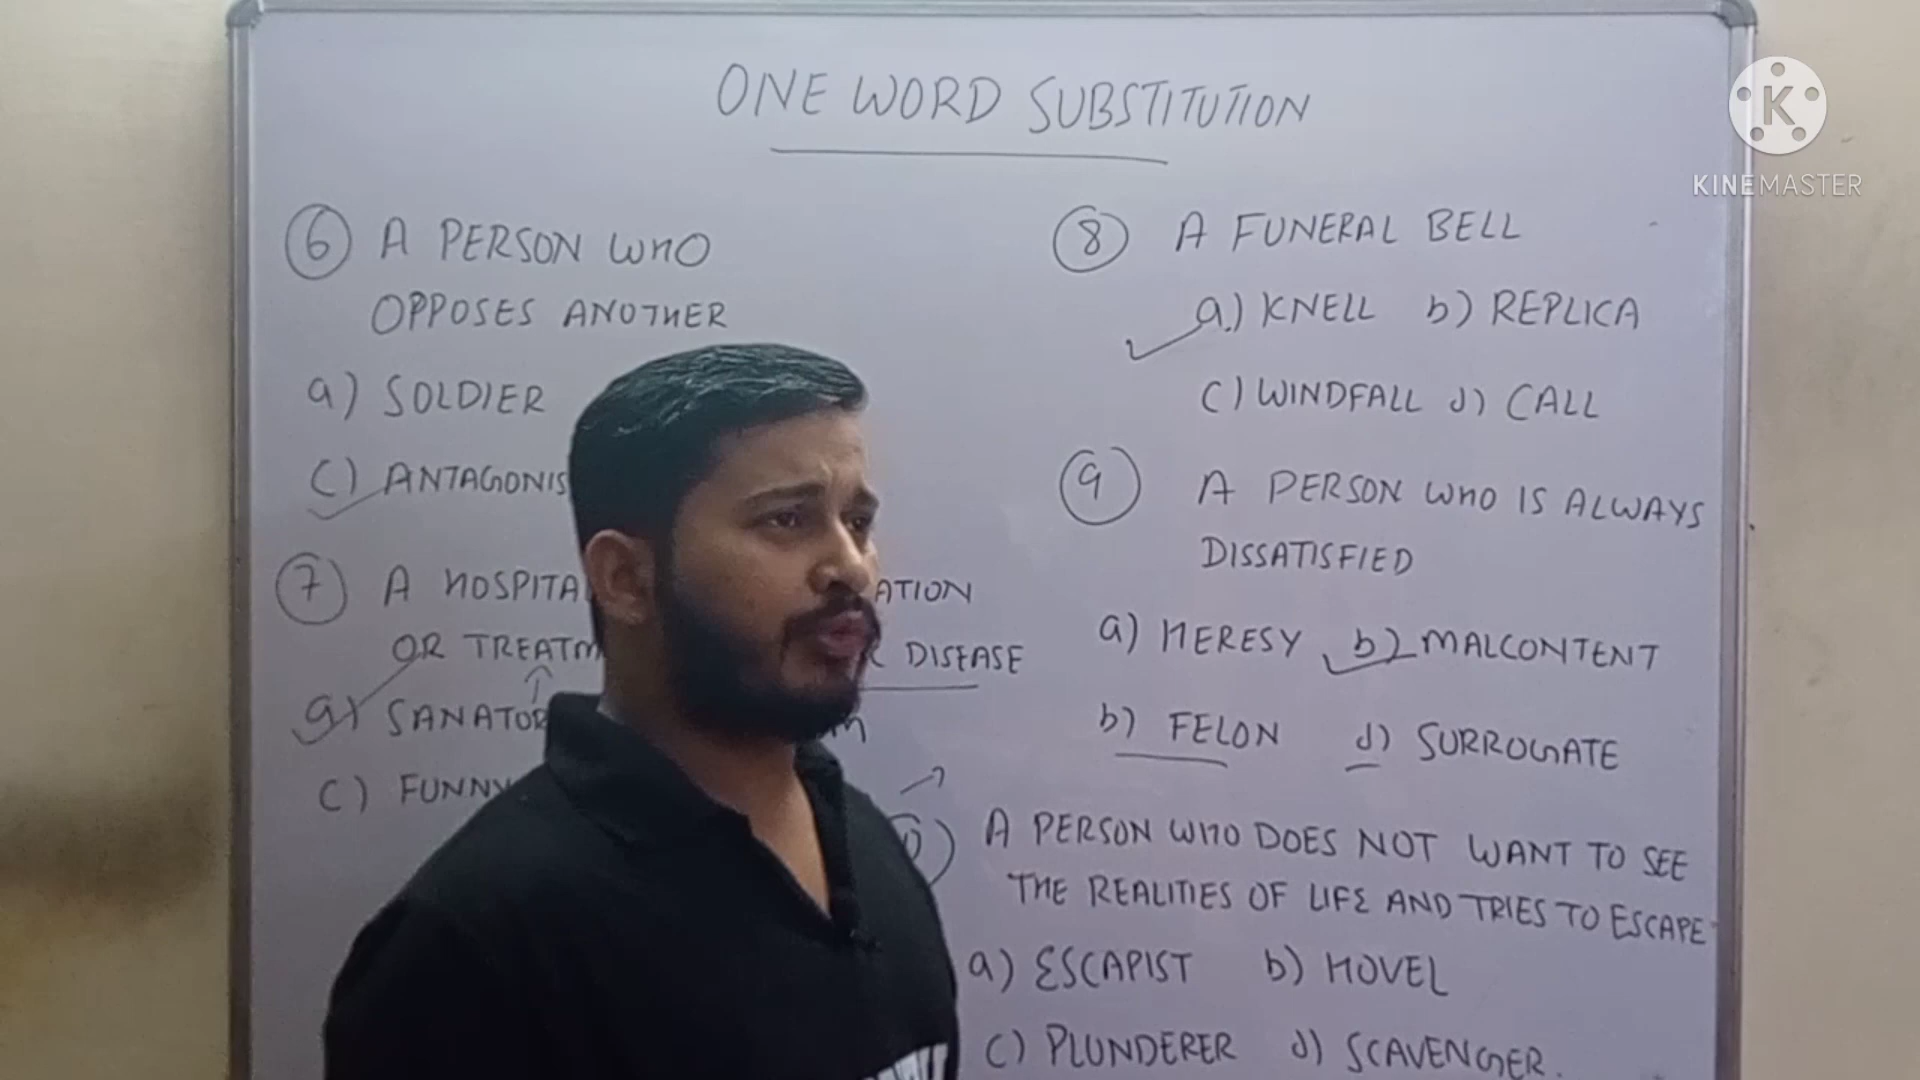 ONE WORD SUBSTITUTION
6 A PERSON WHO
OPPOSES ANOTHER
a) SOLDIER
C) ANTAGONIS
7 A HOSPITA ATION
OR TREATM DISEASE
a) SANATOR
C) FUNNY
8 A FUNERAL BELL
a) KNELL b) REPLICA
C) WINDFALL d) CALL
9 A PERSON WHO IS ALWAYS
DISSATISFIED
a) HERESY b) MALCONTENT
b) FELON d) SURROGATE
A PERSON WHO DOES NOT WANT TO SEE
THE REALITIES OF LIFE AND TRIES TO ESCAPE
a) ESCAPIST b) HOVEL
C) PLUNDERER d) SCAVENGER.
K
KINEMASTER